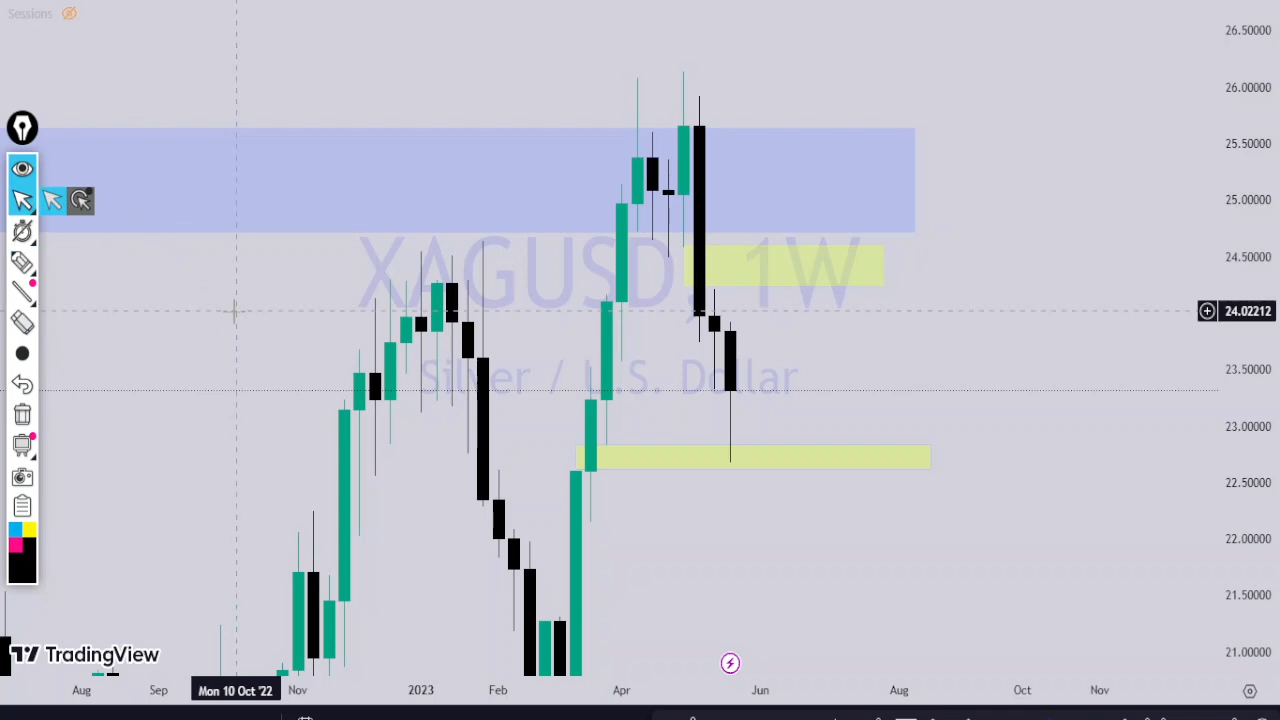 Sessions
26.50000
26.00000
25.50000
25.00000
XAGUSD, 1W
24.50000
24.02212
Silver / U.S. Dollar
23.50000
23.00000
22.50000
22.00000
21.50000
21.00000
TradingView
Aug Sep Mon 10 Oct '22 Nov 2023 Feb Apr Jun Aug Oct Nov